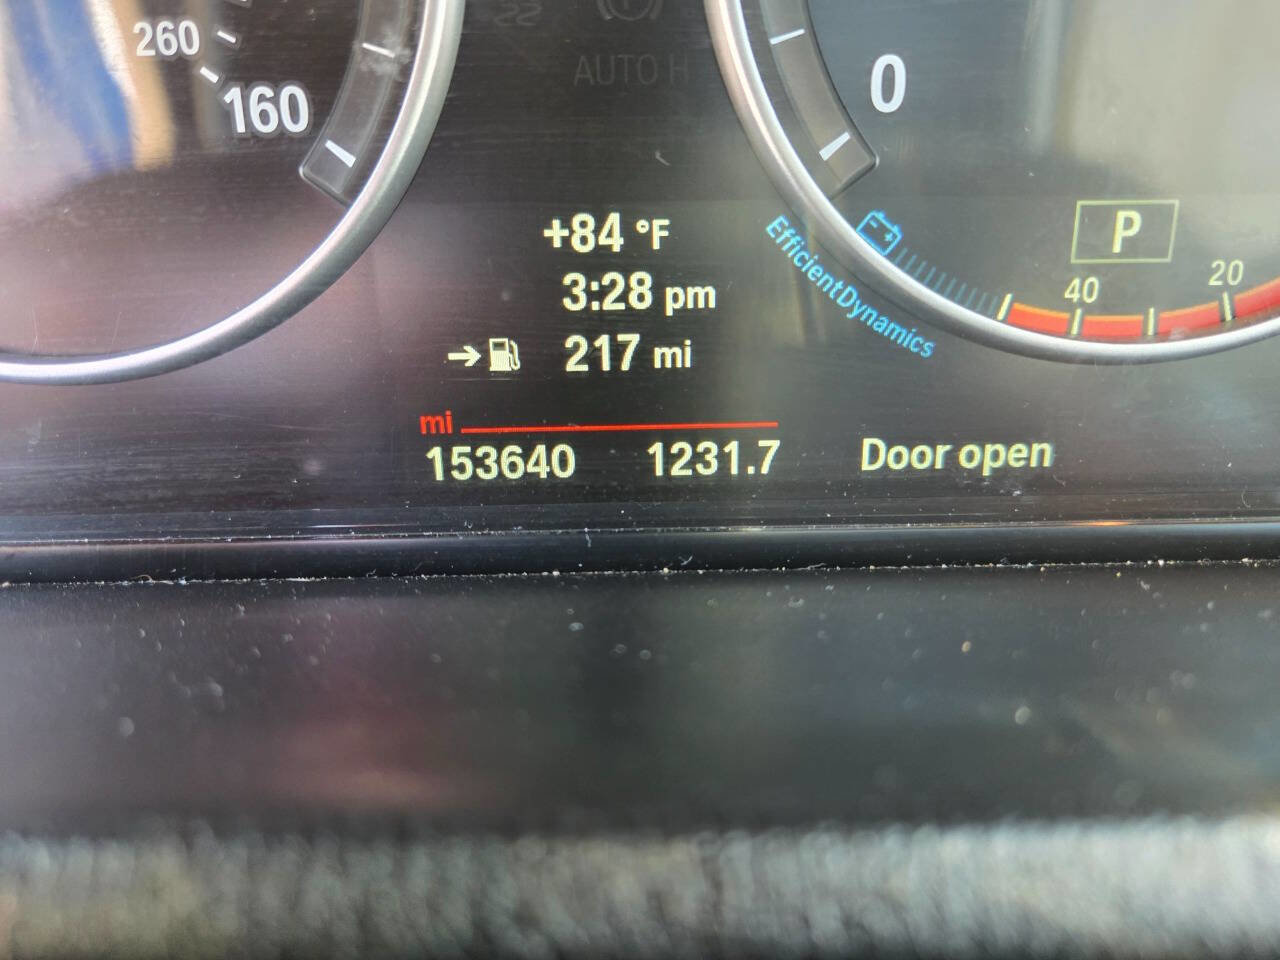 260
160
AUTO H
0
+84 °F
3:28 pm
217 mi
mi
153640 1231.7
Door open
EfficientDynamics
P
40
20